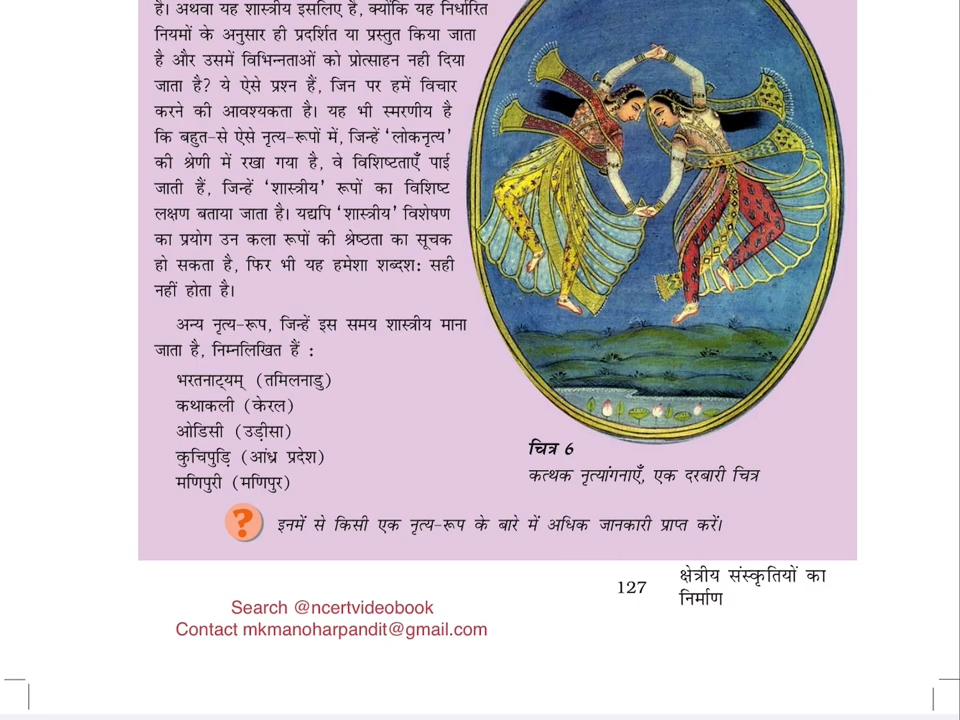 है। अथवा यह शास्त्रीय इसलिए है, क्योंकि यह निर्धारित
नियमों के अनुसार ही प्रदर्शित या प्रस्तुत किया जाता
है और उसमें विभिन्नताओं को प्रोत्साहन नही दिया
जाता है? ये ऐसे प्रश्न हैं, जिन पर हमें विचार
करने की आवश्यकता है। यह भी स्मरणीय है
कि बहुत-से ऐसे नृत्य-रूपों में, जिन्हें ‘लोकनृत्य’
की श्रेणी में रखा गया है, वे विशिष्टताएँ पाई
जाती हैं, जिन्हें ‘शास्त्रीय’ रूपों का विशिष्ट
लक्षण बताया जाता है। यद्यपि ‘शास्त्रीय’ विशेषण
का प्रयोग उन कला रूपों की श्रेष्ठता का सूचक
हो सकता है, फिर भी यह हमेशा शब्दश: सही
नहीं होता है।
अन्य नृत्य-रूप, जिन्हें इस समय शास्त्रीय माना
जाता है, निम्नलिखित हैं :
भरतनाट्यम् (तमिलनाडु)
कथाकली (केरल)
ओडिसी (उड़ीसा)
कुचिपुड़ि (आंध्र प्रदेश)
मणिपुरी (मणिपुर)
चित्र 6
कत्थक नृत्यांगनाएँ, एक दरबारी चित्र
? इनमें से किसी एक नृत्य-रूप के बारे में अधिक जानकारी प्राप्त करें।
127
क्षेत्रीय संस्कृतियों का
निर्माण
Search @ncertvideobook
Contact mkmanoharpandit@gmail.com